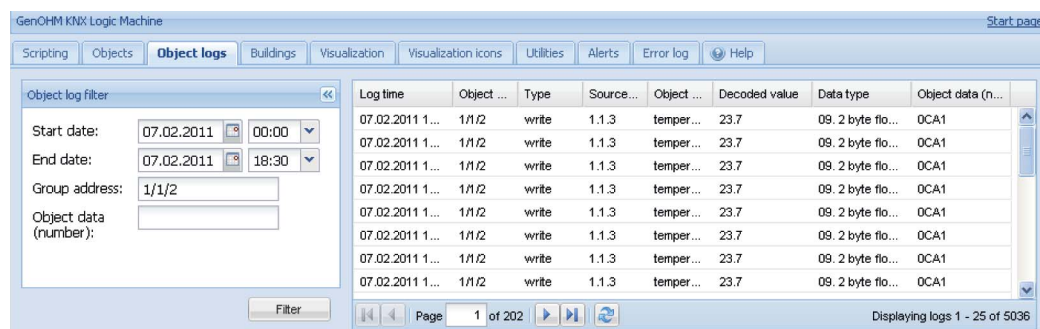 GenOHM KNX Logic Machine Start page
Scripting Objects Object logs Buildings Visualization Visualization icons Utilities Alerts Error log Help
Object log filter
Start date: 07.02.2011 00:00
End date: 07.02.2011 18:30
Group address: 1/1/2
Object data
(number):
Filter
Log time Object ... Type Source... Object ... Decoded value Data type Object data (n...
07.02.2011 1... 1/1/2 write 1.1.3 temper... 23.7 09. 2 byte flo... 0CA1
07.02.2011 1... 1/1/2 write 1.1.3 temper... 23.7 09. 2 byte flo... 0CA1
07.02.2011 1... 1/1/2 write 1.1.3 temper... 23.7 09. 2 byte flo... 0CA1
07.02.2011 1... 1/1/2 write 1.1.3 temper... 23.7 09. 2 byte flo... 0CA1
07.02.2011 1... 1/1/2 write 1.1.3 temper... 23.7 09. 2 byte flo... 0CA1
07.02.2011 1... 1/1/2 write 1.1.3 temper... 23.7 09. 2 byte flo... 0CA1
07.02.2011 1... 1/1/2 write 1.1.3 temper... 23.7 09. 2 byte flo... 0CA1
07.02.2011 1... 1/1/2 write 1.1.3 temper... 23.7 09. 2 byte flo... 0CA1
Page 1 of 202 Displaying logs 1 - 25 of 5036